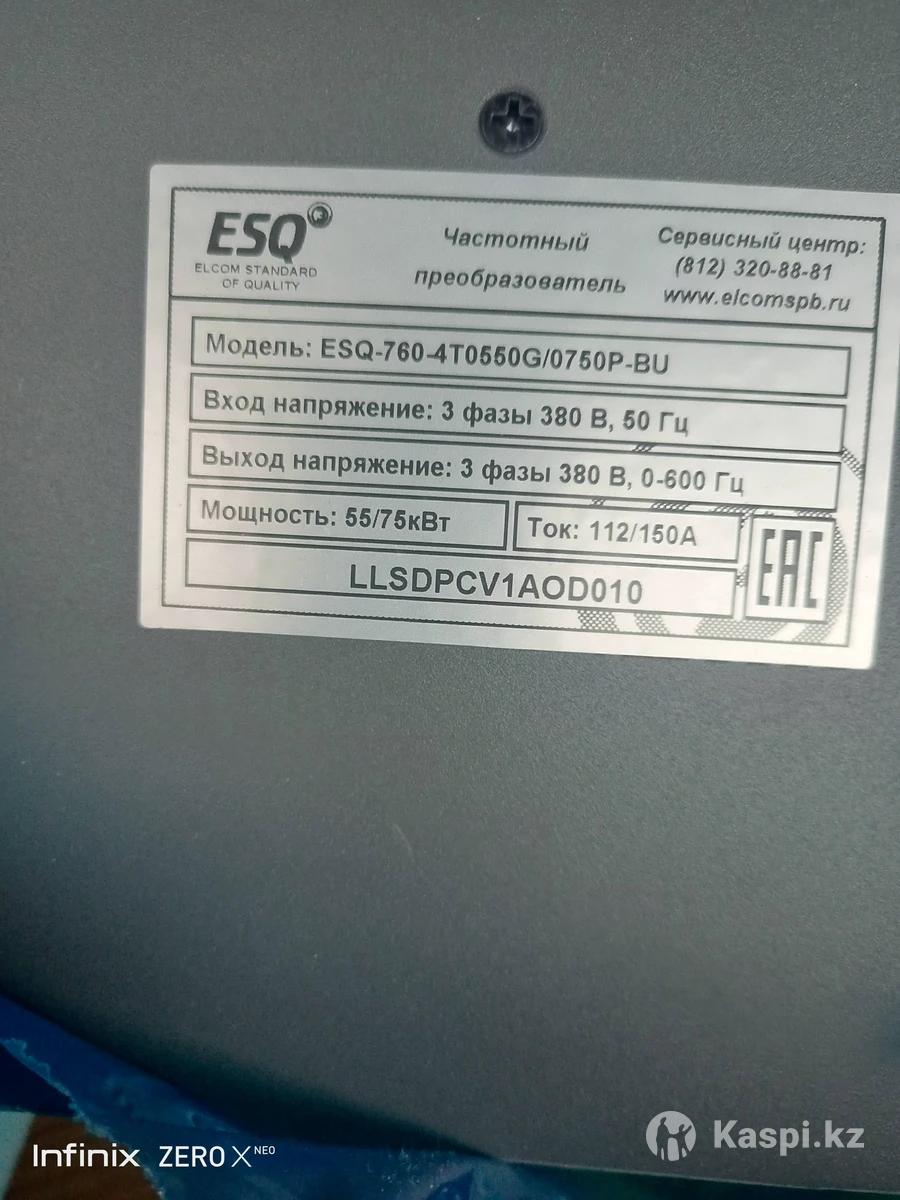 ESQ
ELCOM STANDARD
OF QUALITY
Частотный
преобразователь
Сервисный центр:
(812) 320-88-81
www.elcomspb.ru
Модель: ESQ-760-4T0550G/0750P-BU
Вход напряжение: 3 фазы 380 В, 50 Гц
Выход напряжение: 3 фазы 380 В, 0-600 Гц
Мощность: 55/75кВт
Ток: 112/150А
LLSDPCV1AOD010
EAC
Infinix ZERO X NEO
Kaspi.kz